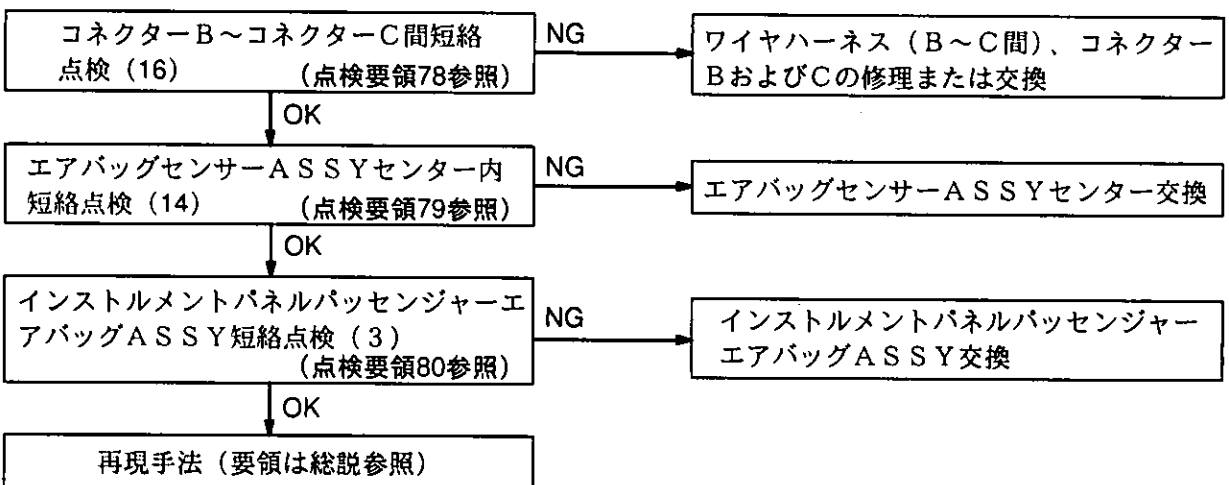 コネクターB～コネクターC間短絡
点検（16）　（点検要領78参照）
NG
ワイヤハーネス（B～C間）、コネクター
BおよびCの修理または交換
OK
エアバッグセンサーＡＳＳＹセンター内
短絡点検（14）　（点検要領79参照）
NG
エアバッグセンサーＡＳＳＹセンター交換
OK
インストルメントパネルパッセンジャーエ
アバッグＡＳＳＹ短絡点検（３）
（点検要領80参照）
NG
インストルメントパネルパッセンジャー
エアバッグＡＳＳＹ交換
OK
再現手法（要領は総説参照）